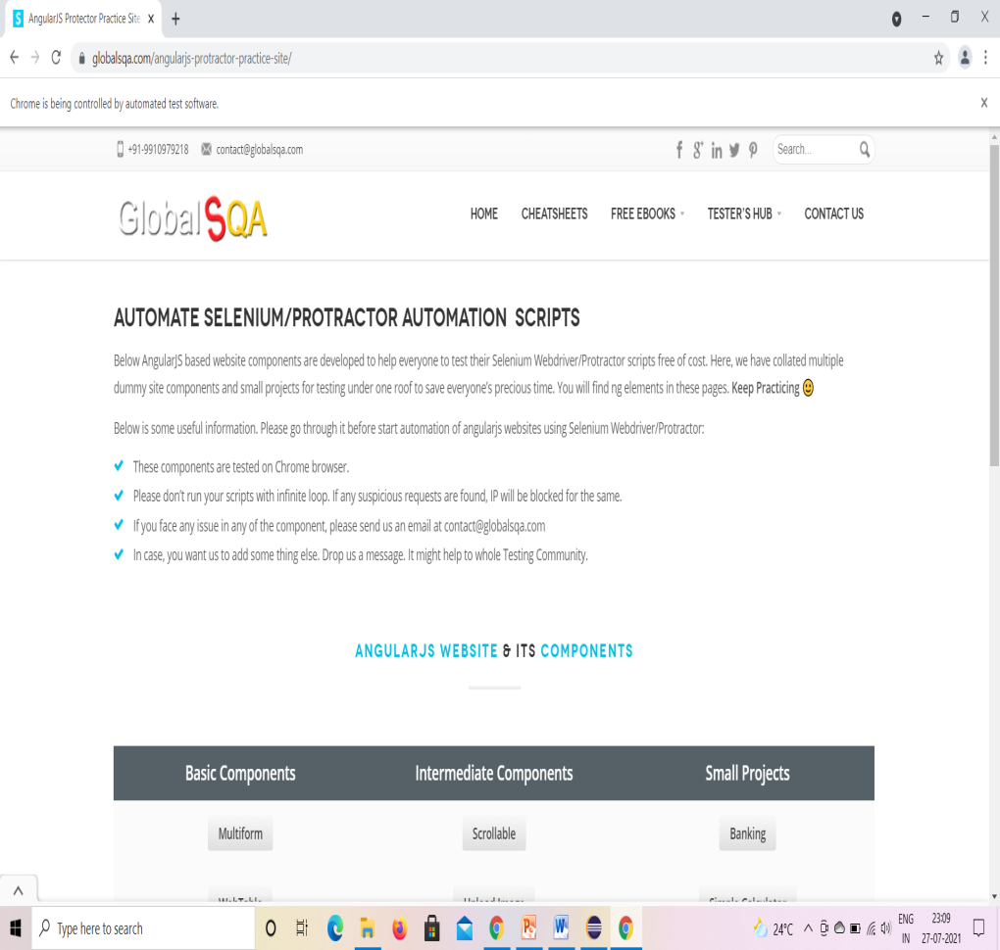 AngularJS Protector Practice Site
globalsqa.com/angularjs-protractor-practice-site/
Chrome is being controlled by automated test software.
+91-9910979218 contact@globalsqa.com
Search...
GlobalSQA
HOME CHEATSHEETS FREE EBOOKS TESTER'S HUB CONTACT US
AUTOMATE SELENIUM/PROTRACTOR AUTOMATION SCRIPTS
Below AngularJS based website components are developed to help everyone to test their Selenium Webdriver/Protractor scripts free of cost. Here, we have collated multiple
dummy site components and small projects for testing under one roof to save everyone's precious time. You will find ng elements in these pages. Keep Practicing
Below is some useful information. Please go through it before start automation of angularjs websites using Selenium Webdriver/Protractor:
These components are tested on Chrome browser.
Please don't run your scripts with infinite loop. If any suspicious requests are found, IP will be blocked for the same.
If you face any issue in any of the component, please send us an email at contact@globalsqa.com
In case, you want us to add some thing else. Drop us a message. It might help to whole Testing Community.
ANGULARJS WEBSITE & ITS COMPONENTS
Basic Components Intermediate Components Small Projects
Multiform Scrollable Banking
WebTable Upload Image Simple Calculator
Type here to search
24°C
ENG 23:09
IN 27-07-2021